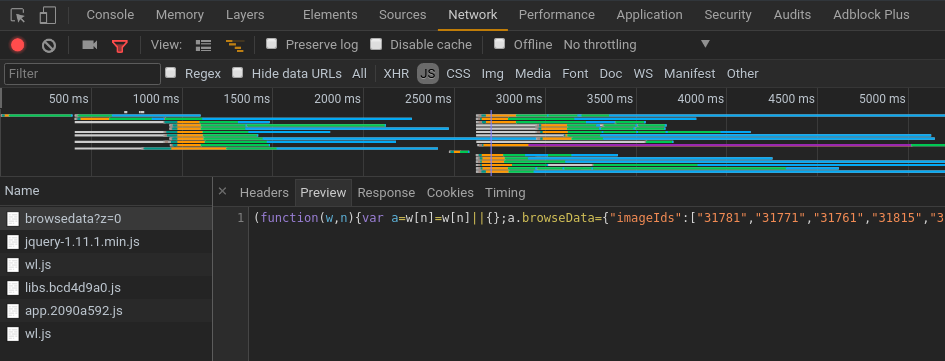 Console Memory Layers Elements Sources Network Performance Application Security Audits Adblock Plus
View: Preserve log Disable cache Offline No throttling
Filter Regex Hide data URLs All XHR JS CSS Img Media Font Doc WS Manifest Other
500 ms 1000 ms 1500 ms 2000 ms 2500 ms 3000 ms 3500 ms 4000 ms 4500 ms 5000 ms
Name × Headers Preview Response Cookies Timing
browsedata?z=0 1 (function(w,n){var a=w[n]=w[n]||{};a.browseData={"imageIds":["31781","31771","31761","31815","3
jquery-1.11.1.min.js
wl.js
libs.bcd4d9a0.js
app.2090a592.js
wl.js